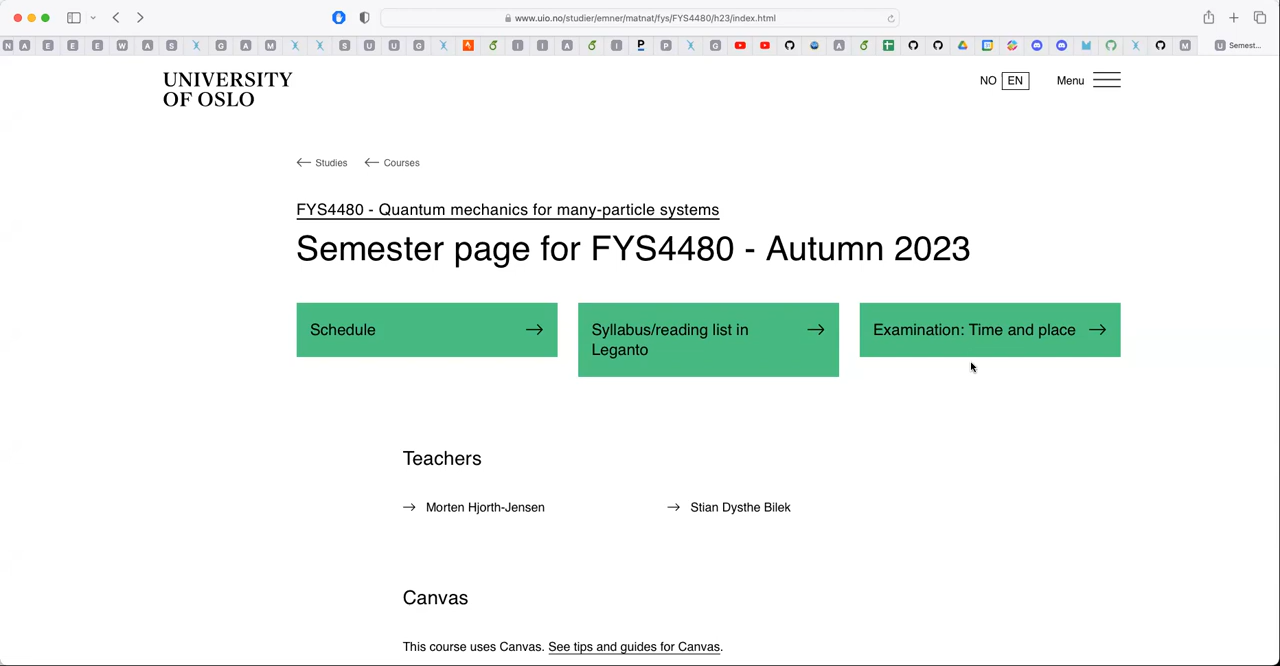 www.uio.no/studier/emner/matnat/fys/FYS4480/h23/index.html
N A E E E W A S G A M S U U G I I A I P P G A M U Semest...
UNIVERSITY
OF OSLO
NO EN Menu
Studies Courses
FYS4480 - Quantum mechanics for many-particle systems
Semester page for FYS4480 - Autumn 2023
Schedule
Syllabus/reading list in
Leganto
Examination: Time and place
Teachers
Morten Hjorth-Jensen Stian Dysthe Bilek
Canvas
This course uses Canvas. See tips and guides for Canvas.